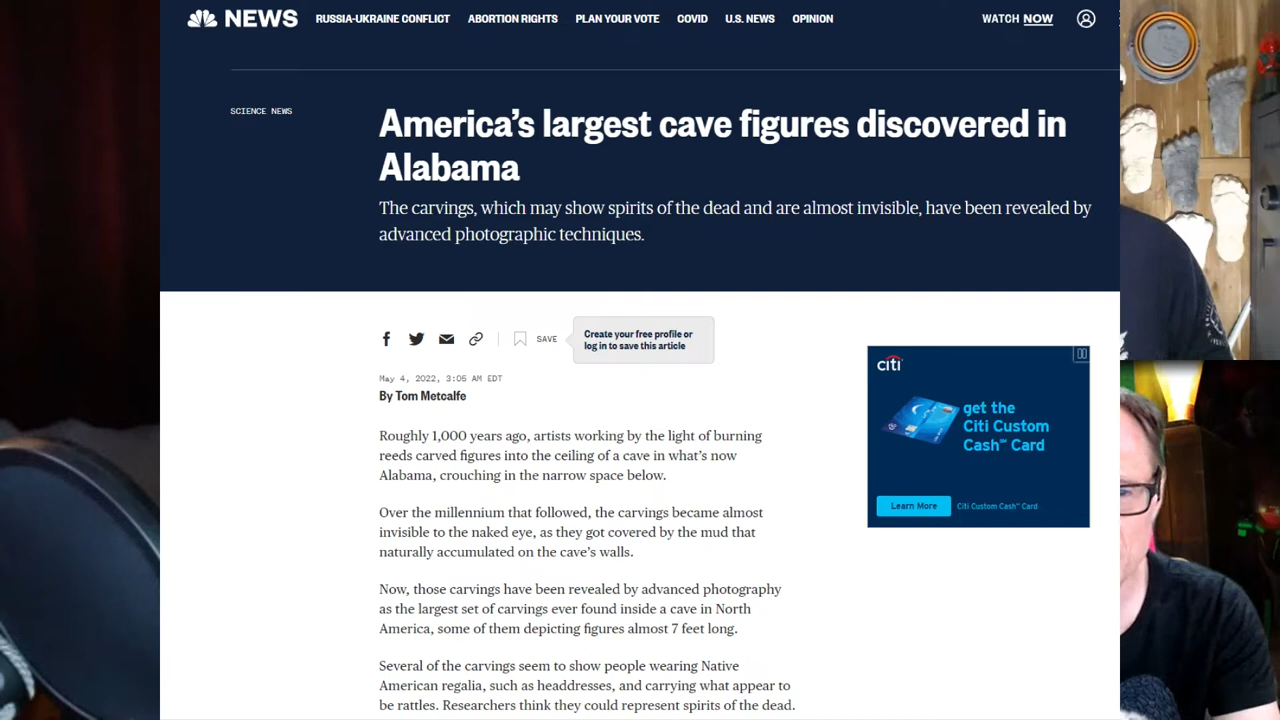 NEWS RUSSIA-UKRAINE CONFLICT ABORTION RIGHTS PLAN YOUR VOTE COVID U.S. NEWS OPINION WATCH NOW
SCIENCE NEWS
America's largest cave figures discovered in
Alabama
The carvings, which may show spirits of the dead and are almost invisible, have been revealed by
advanced photographic techniques.
SAVE
Create your free profile or
log in to save this article
May 4, 2022, 3:05 AM EDT
By Tom Metcalfe
Roughly 1,000 years ago, artists working by the light of burning
reeds carved figures into the ceiling of a cave in what's now
Alabama, crouching in the narrow space below.
Over the millennium that followed, the carvings became almost
invisible to the naked eye, as they got covered by the mud that
naturally accumulated on the cave's walls.
Now, those carvings have been revealed by advanced photography
as the largest set of carvings ever found inside a cave in North
America, some of them depicting figures almost 7 feet long.
Several of the carvings seem to show people wearing Native
American regalia, such as headdresses, and carrying what appear to
be rattles. Researchers think they could represent spirits of the dead.
citi
get the
Citi Custom
Cash℠ Card
Learn More
Citi Custom Cash℠ Card